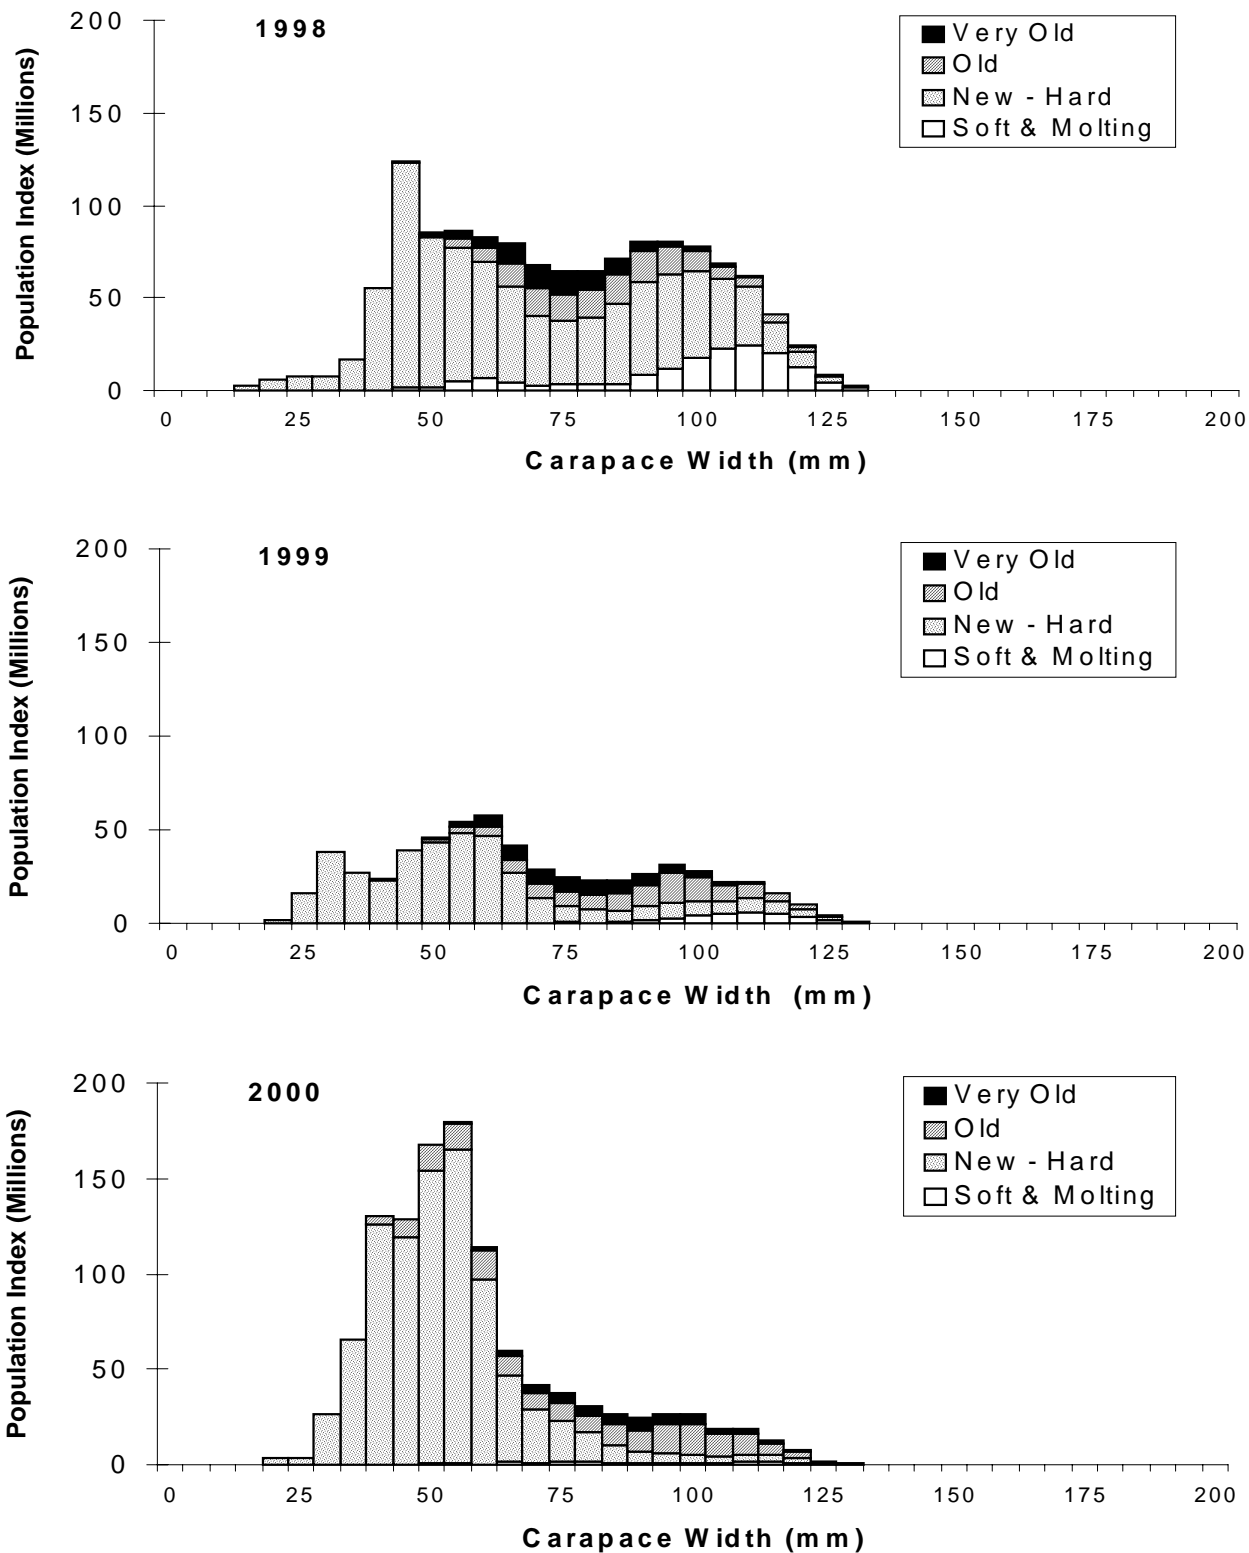 1998
Very Old
Old
New - Hard
Soft & Molting
Population Index (Millions)
200
150
100
50
0
0 25 50 75 100 125 150 175 200
Carapace Width (mm)
1999
Very Old
Old
New - Hard
Soft & Molting
Population Index (Millions)
200
150
100
50
0
0 25 50 75 100 125 150 175 200
Carapace Width (mm)
2000
Very Old
Old
New - Hard
Soft & Molting
Population Index (Millions)
200
150
100
50
0
0 25 50 75 100 125 150 175 200
Carapace Width (mm)